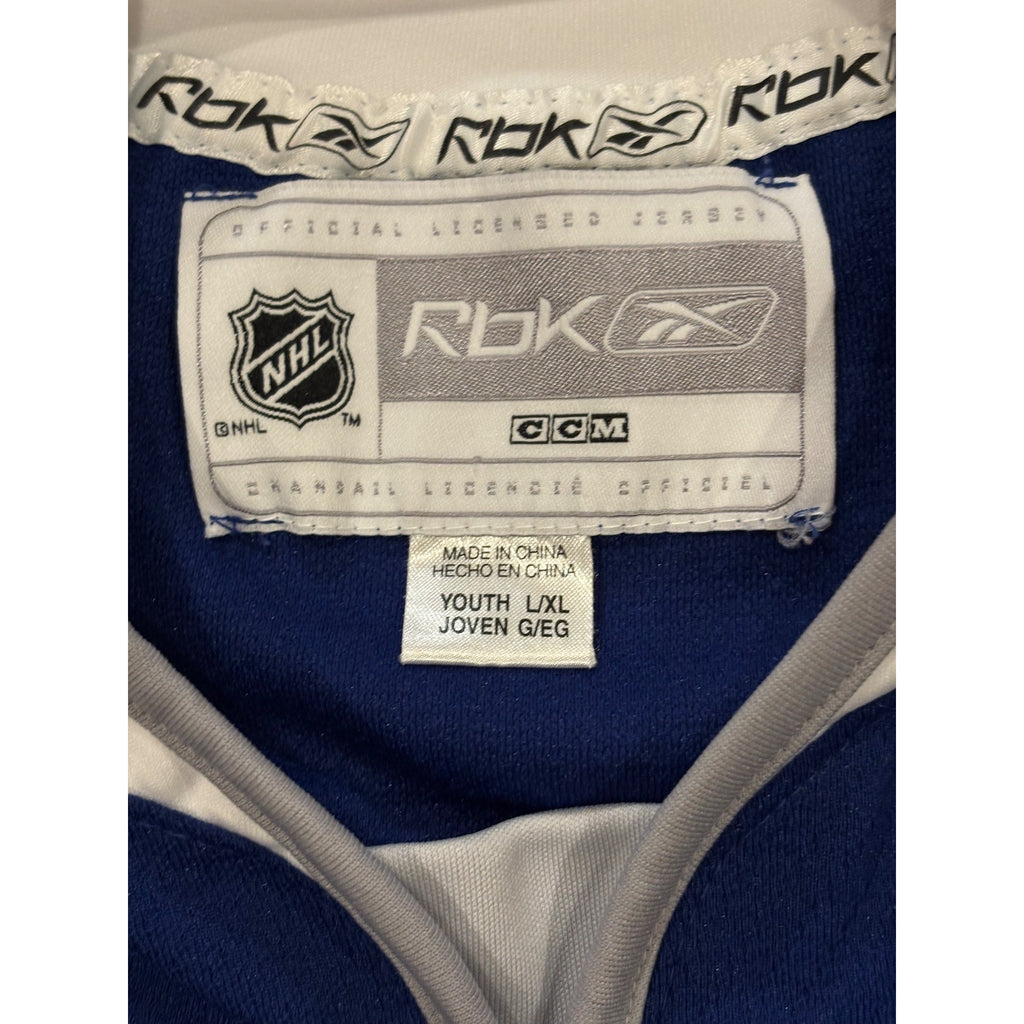 Rbk Rbk Rbk
OFFICIAL LICENSED JERSEY
NHL
Rbk
©NHL TM
CCM
CHANDAIL LICENCIÉ OFFICIEL
MADE IN CHINA
HECHO EN CHINA
YOUTH L/XL
JOVEN G/EG